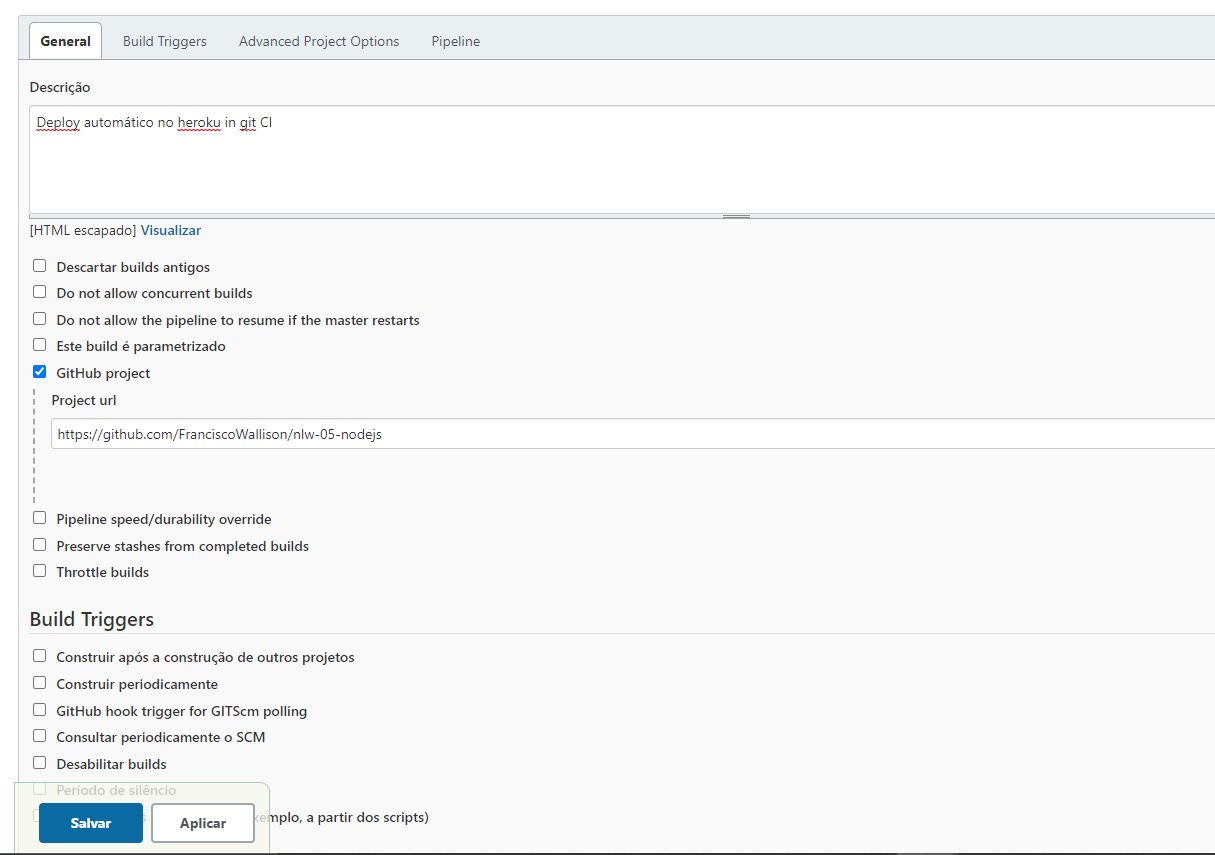 General Build Triggers Advanced Project Options Pipeline
Descrição
Deploy automático no heroku in git CI
[HTML escapado] Visualizar
Descartar builds antigos
Do not allow concurrent builds
Do not allow the pipeline to resume if the master restarts
Este build é parametrizado
GitHub project
Project url
https://github.com/FranciscoWallison/nlw-05-nodejs
Pipeline speed/durability override
Preserve stashes from completed builds
Throttle builds
Build Triggers
Construir após a construção de outros projetos
Construir periodicamente
GitHub hook trigger for GITScm polling
Consultar periodicamente o SCM
Desabilitar builds
Período de silêncio
Salvar Aplicar a partir dos scripts)